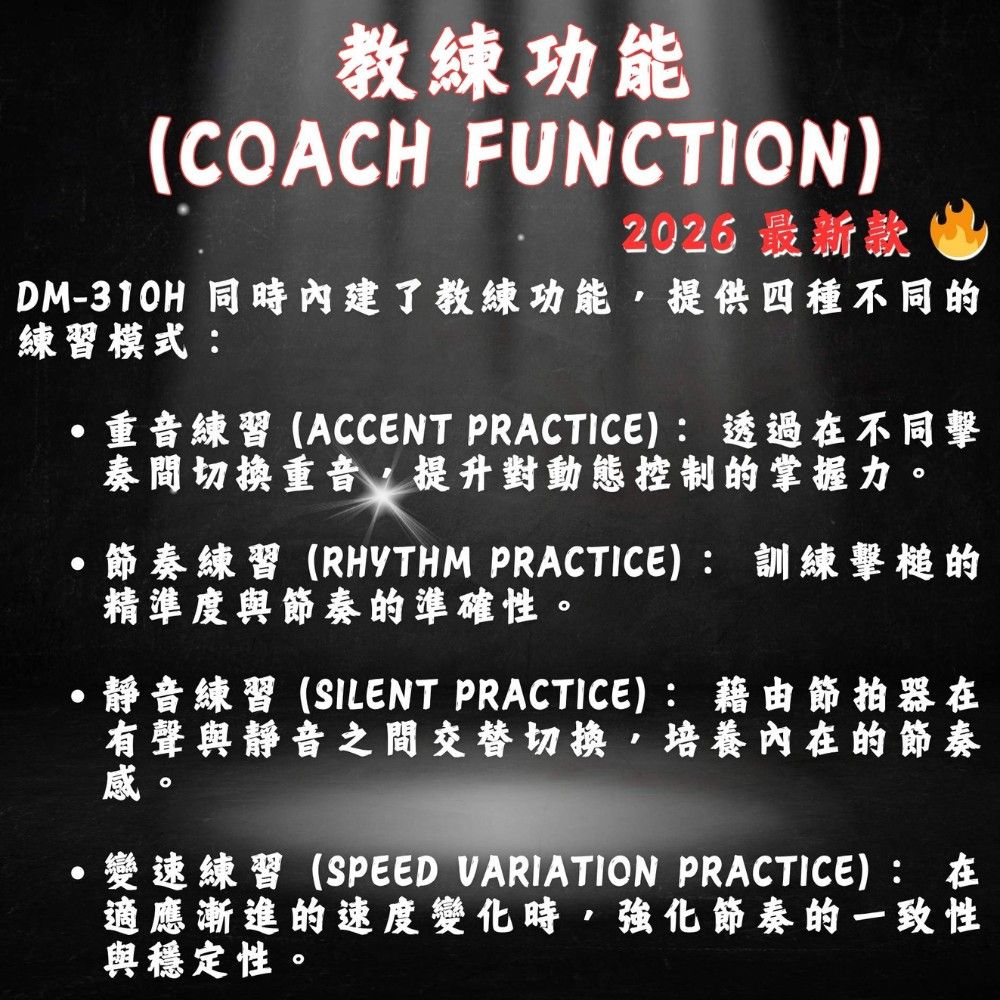 教練功能
(COACH FUNCTION)
2026 最新款
DM-310H 同時內建了教練功能，提供四種不同的
練習模式：
• 重音練習 (ACCENT PRACTICE)： 透過在不同擊
奏間切換重音，提升對動態控制的掌握力。
• 節奏練習 (RHYTHM PRACTICE)： 訓練擊槌的
精準度與節奏的準確性。
• 靜音練習 (SILENT PRACTICE)： 藉由節拍器在
有聲與靜音之間交替切換，培養內在的節奏
感。
• 變速練習 (SPEED VARIATION PRACTICE)： 在
適應漸進的速度變化時，強化節奏的一致性
與穩定性。